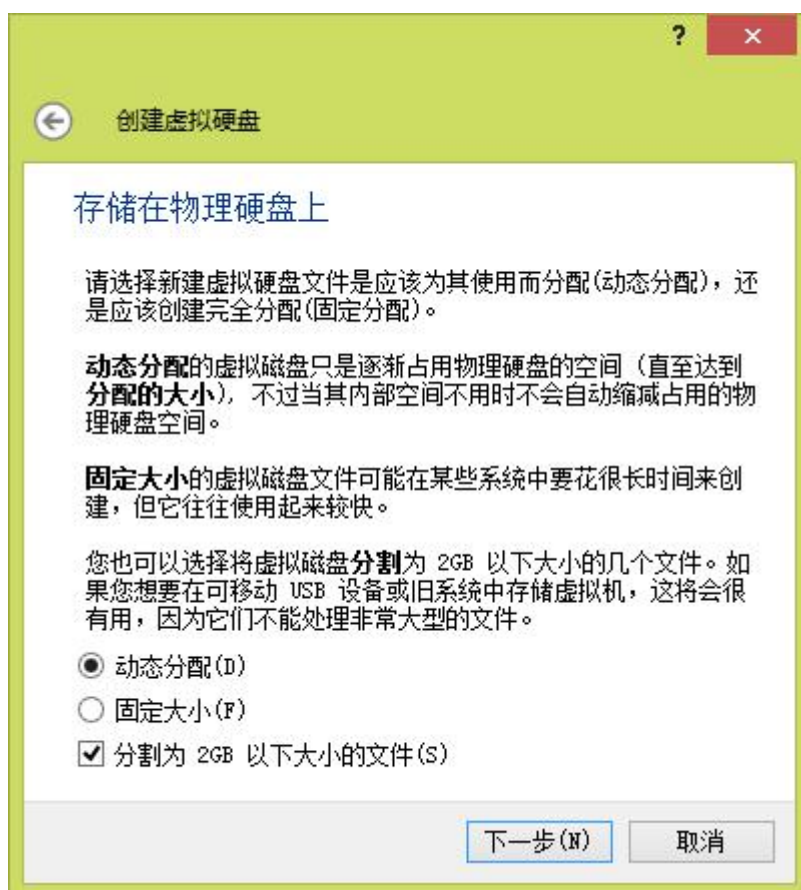 ?
创建虚拟硬盘
存储在物理硬盘上
请选择新建虚拟硬盘文件是应该为其使用而分配(动态分配)，还
是应该创建完全分配(固定分配)。
动态分配的虚拟磁盘只是逐渐占用物理硬盘的空间（直至达到
分配的大小），不过当其内部空间不用时不会自动缩减占用的物
理硬盘空间。
固定大小的虚拟磁盘文件可能在某些系统中要花很长时间来创
建，但它往往使用起来较快。
您也可以选择将虚拟磁盘分割为 2GB 以下大小的几个文件。如
果您想要在可移动 USB 设备或旧系统中存储虚拟机，这将会很
有用，因为它们不能处理非常大型的文件。
动态分配(D)
固定大小(F)
分割为 2GB 以下大小的文件(S)
下一步(N) 取消